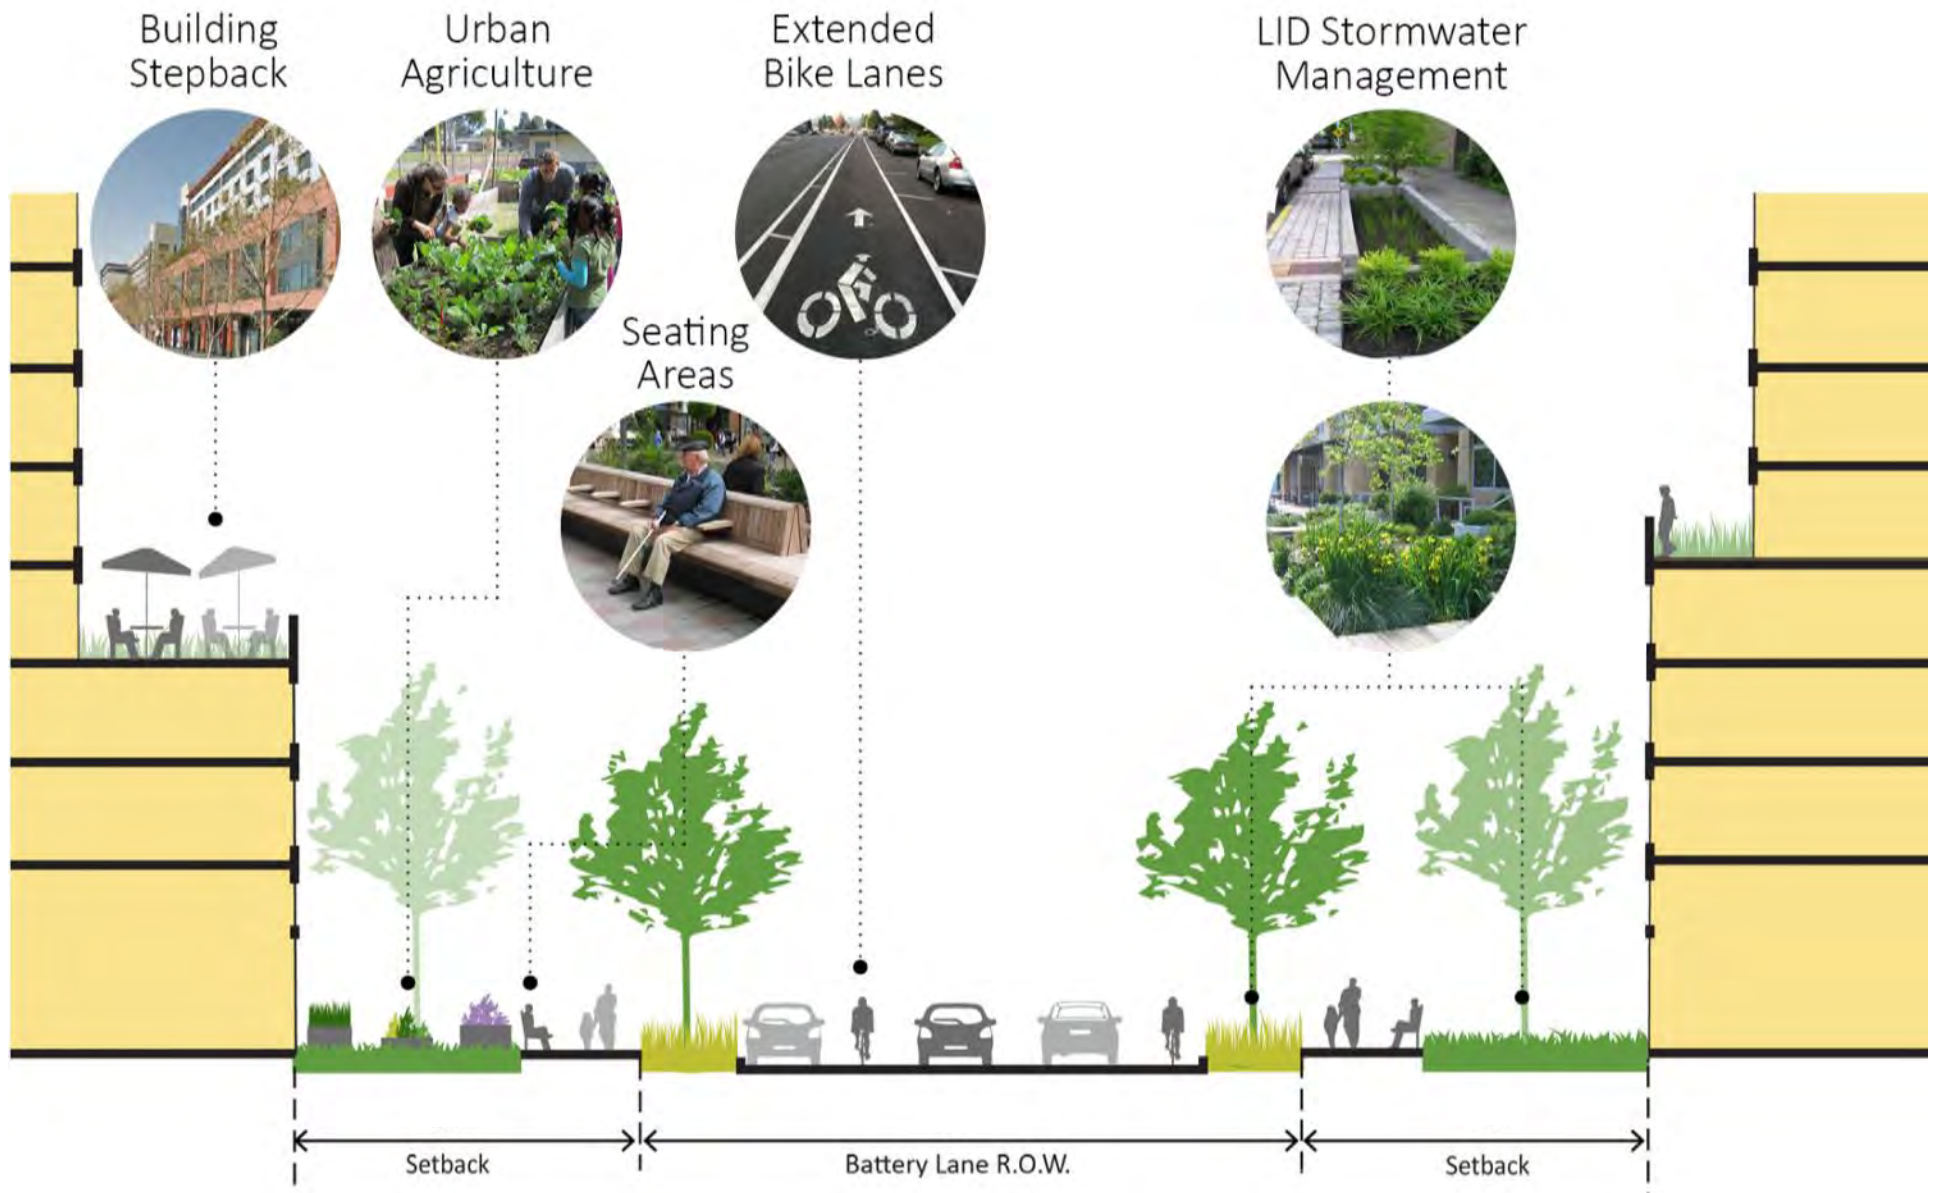 Building
Stepback
Urban
Agriculture
Extended
Bike Lanes
LID Stormwater
Management
Seating
Areas
Setback
Battery Lane R.O.W.
Setback